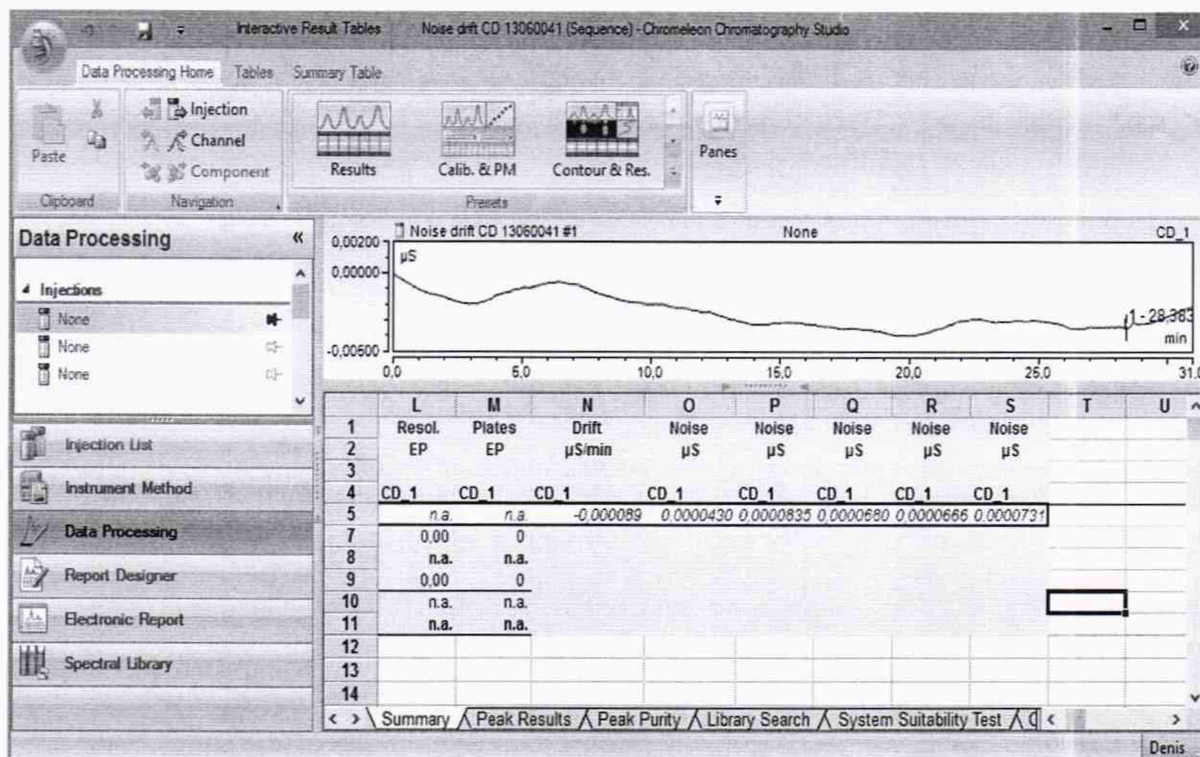 Interactive Result Tables Noise drift CD 13060041 (Sequence) - Chromeleon Chromatography Studio
Data Processing Home Tables Summary Table
Paste
Injection
Channel
Component
Results
Calib. & PM
Contour & Res.
Panes
Clipboard
Navigation
Presets
Data Processing «
Injections
None
None
None
Injection List
Instrument Method
Data Processing
Report Designer
Electronic Report
Spectral Library
Noise drift CD 13060041 #1 None CD_1
0,00200
µS
0,00000
1 - 28,383
min
-0,00500
0,0 5,0 10,0 15,0 20,0 25,0 31,0
L M N O P Q R S T U
1 Resol. Plates Drift Noise Noise Noise Noise Noise
2 EP EP µS/min µS µS µS µS µS
3
4 CD_1 CD_1 CD_1 CD_1 CD_1 CD_1 CD_1 CD_1
5 n.a. n.a. -0,000089 0,0000430 0,0000835 0,0000680 0,0000666 0,0000731
7 0,00 0
8 n.a. n.a.
9 0,00 0
10 n.a. n.a.
11 n.a. n.a.
12
13
14
Summary Peak Results Peak Purity Library Search System Suitability Test
Denis